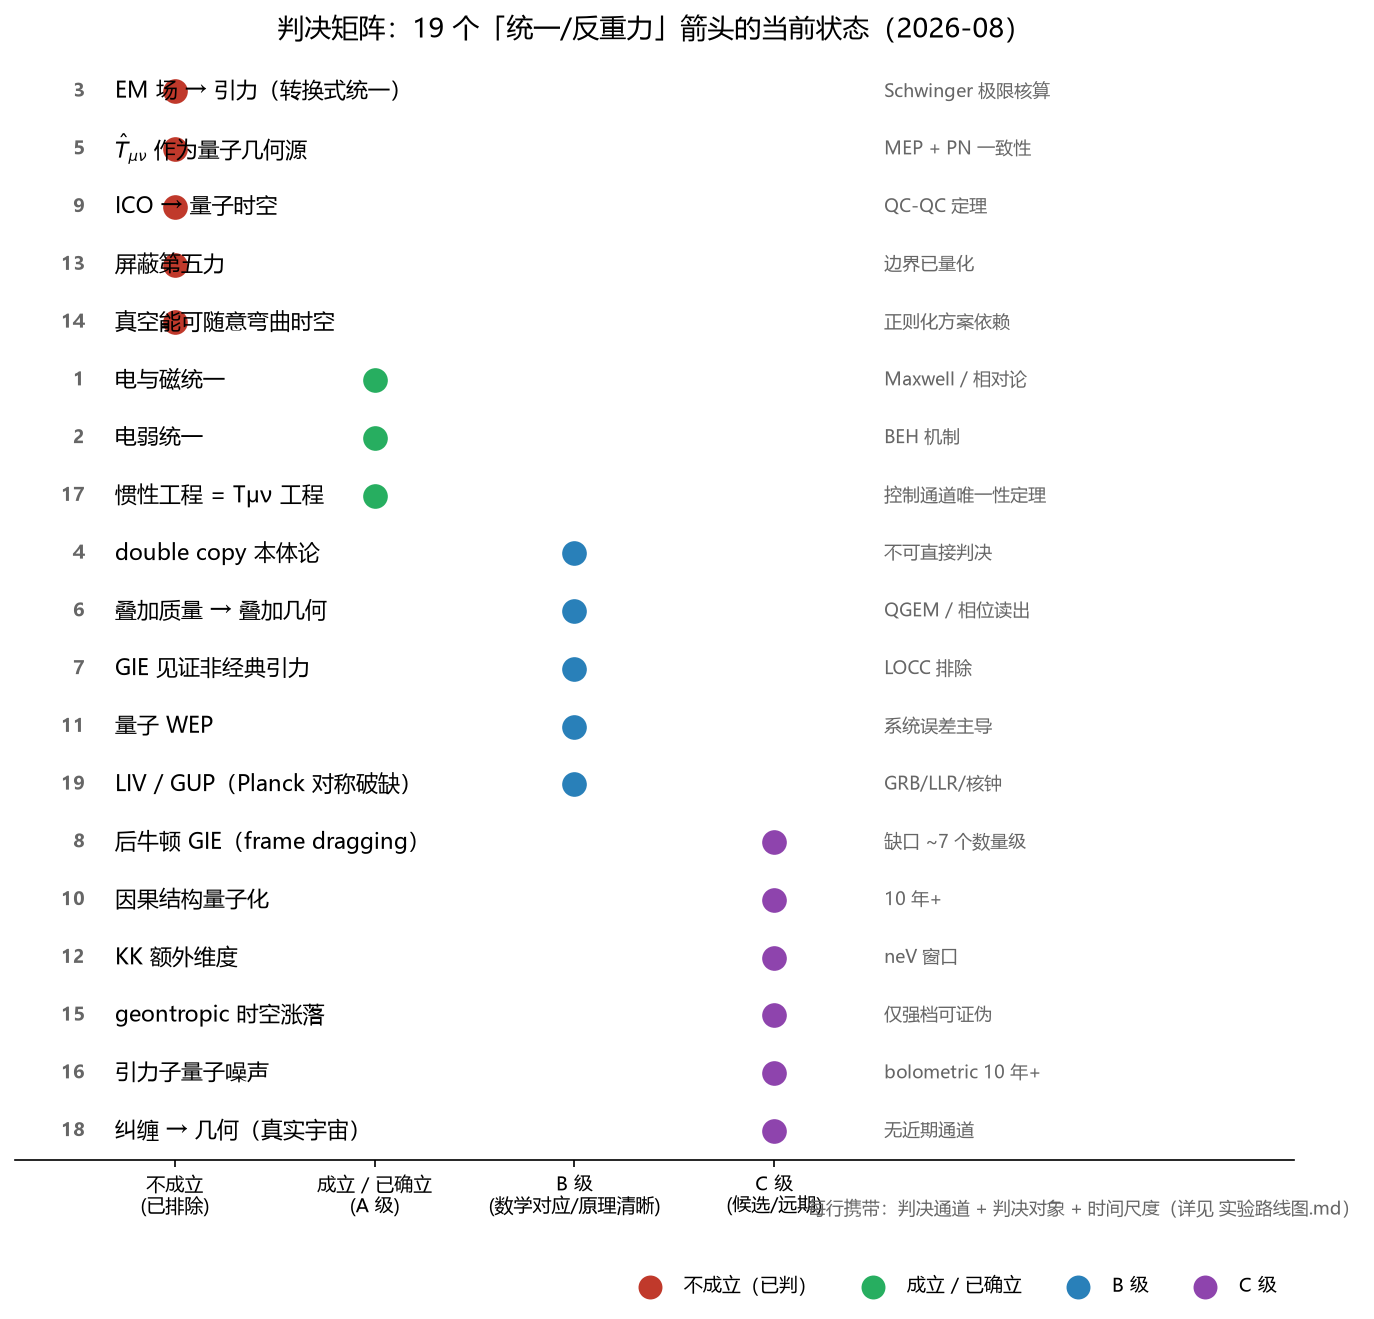 判决矩阵：19 个「统一/反重力」箭头的当前状态（2026-08）
3 EM 场 → 引力（转换式统一） Schwinger 极限核算
5 T̂μν 作为量子几何源 MEP + PN 一致性
9 ICO → 量子时空 QC-QC 定理
13 屏蔽第五力 边界已量化
14 真空能可随意弯曲时空 正则化方案依赖
1 电与磁统一 Maxwell / 相对论
2 电弱统一 BEH 机制
17 惯性工程 = Tμν 工程 控制通道唯一性定理
4 double copy 本体论 不可直接判决
6 叠加质量 → 叠加几何 QGEM / 相位读出
7 GIE 见证非经典引力 LOCC 排除
11 量子 WEP 系统误差主导
19 LIV / GUP（Planck 对称破缺） GRB/LLR/核钟
8 后牛顿 GIE（frame dragging） 缺口 ~7 个数量级
10 因果结构量子化 10 年+
12 KK 额外维度 neV 窗口
15 geontropic 时空涨落 仅强档可证伪
16 引力子量子噪声 bolometric 10 年+
18 纠缠 → 几何（真实宇宙） 无近期通道
不成立 成立 / 已确立 B 级 C 级
(已排除) (A 级) (数学对应/原理清晰) (候选/远期)
每行携带：判决通道 + 判决对象 + 时间尺度（详见 实验路线图.md）
不成立（已判） 成立 / 已确立 B 级 C 级